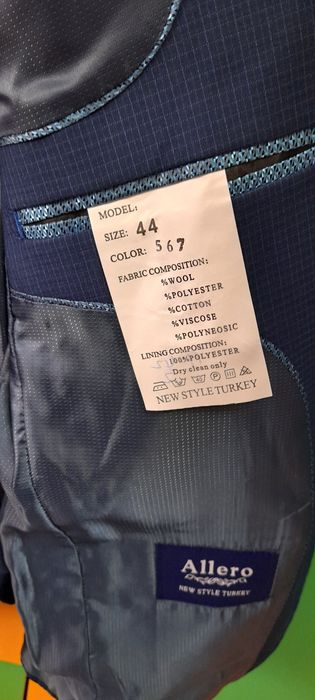 MODEL:
SIZE: 44
COLOR: 567
FABRIC COMPOSITION:
%WOOL
%POLYESTER
%COTTON
%VISCOSE
%POLYNEOSIC
LINING COMPOSITION:
100%POLYESTER
Dry clean only
NEW STYLE TURKEY
Allero
NEW STYLE TURKEY